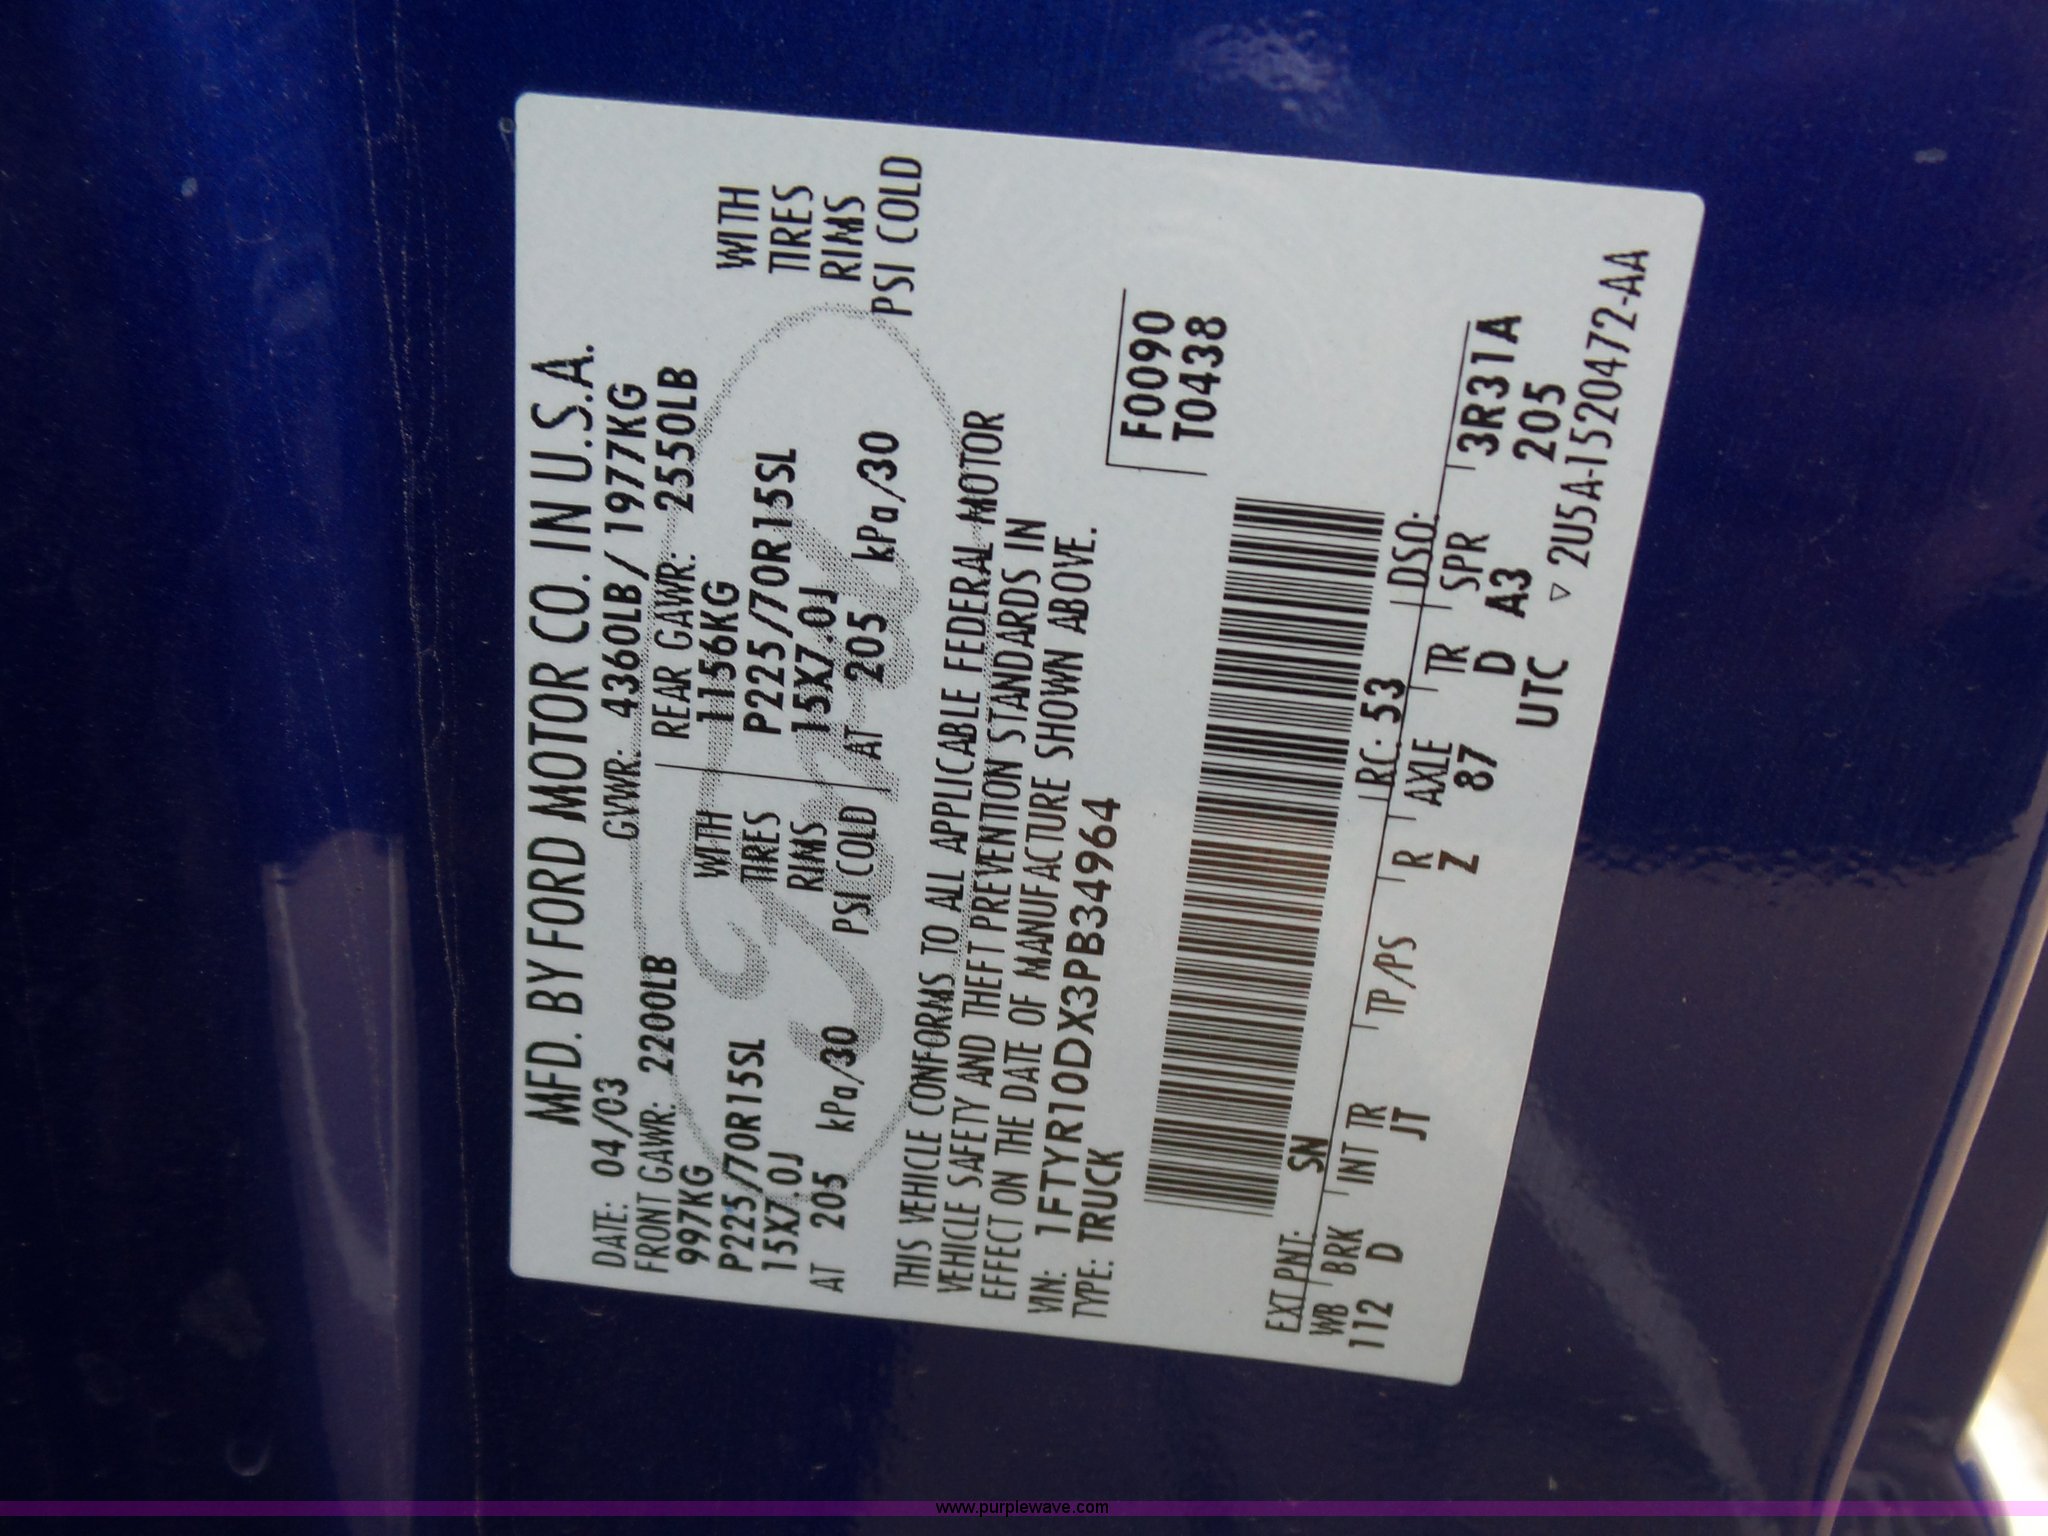 MFD. BY FORD MOTOR CO. IN U.S.A.
DATE: 04/03 GVWR: 4360LB/1977KG
FRONT GAWR: 2200LB REAR GAWR: 2550LB
997KG WITH 1156KG WITH
P225/70R15SL TIRES P225/70R15SL TIRES
15X7.0J RIMS 15X7.0J RIMS
AT 205 kPa/30 PSI COLD AT 205 kPa/30 PSI COLD
THIS VEHICLE CONFORMS TO ALL APPLICABLE FEDERAL MOTOR
VEHICLE SAFETY AND THEFT PREVENTION STANDARDS IN
EFFECT ON THE DATE OF MANUFACTURE SHOWN ABOVE.
VIN: 1FTYR10DX3PB34964
TYPE: TRUCK
F0090
T0438
EXT PNT: SN RC: 53 DSO:
WB BRK INT TR TP/PS R AXLE TR SPR 3R31A
112 D JT Z 87 D A3 205
UTC ▽ 2U5A-1520472-AA
Ford
www.purplewave.com